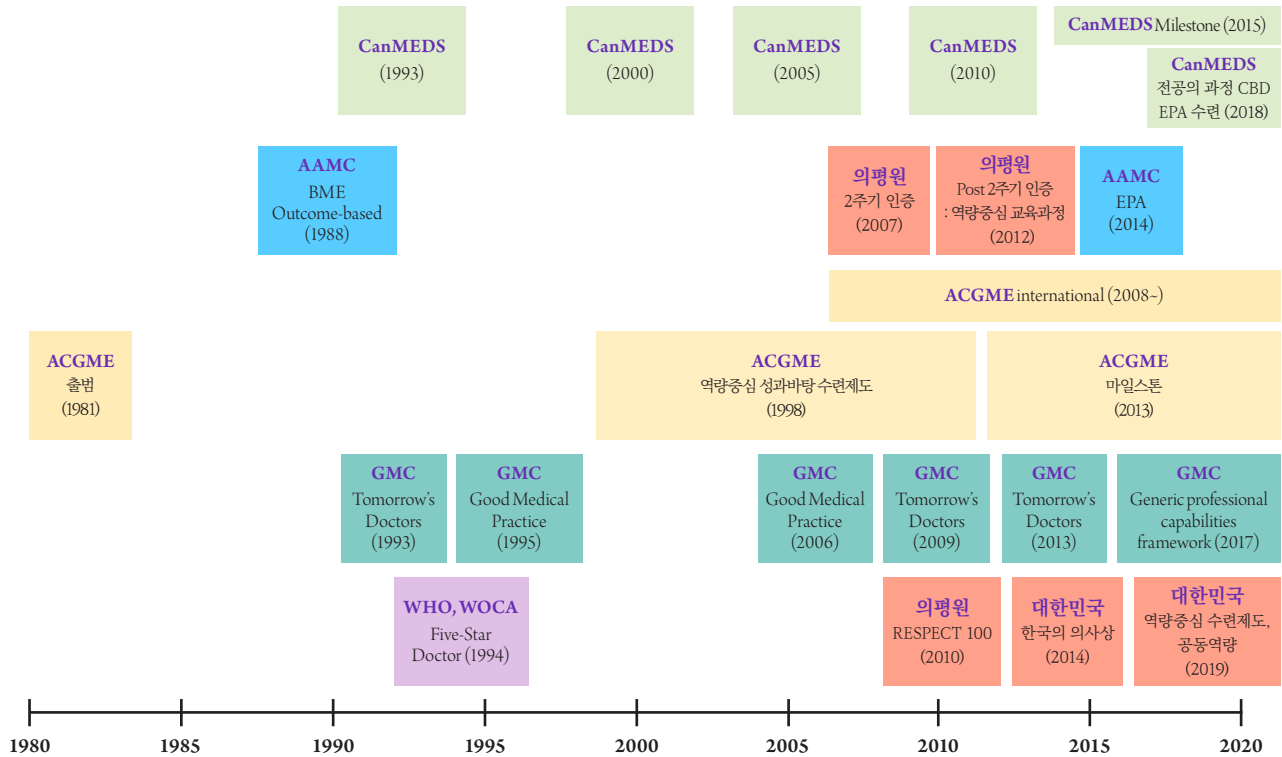 CanMEDS
(1993)
CanMEDS
(2000)
CanMEDS
(2005)
CanMEDS
(2010)
CanMEDS Milestone (2015)
CanMEDS
전공의 과정 CBD
EPA 수련 (2018)
AAMC
BME
Outcome-based
(1988)
의평원
2주기 인증
(2007)
의평원
Post 2주기 인증
: 역량중심 교육과정
(2012)
AAMC
EPA
(2014)
ACGME international (2008~)
ACGME
출범
(1981)
ACGME
역량중심 성과바탕 수련제도
(1998)
ACGME
마일스톤
(2013)
GMC
Tomorrow's
Doctors
(1993)
GMC
Good Medical
Practice
(1995)
GMC
Good Medical
Practice
(2006)
GMC
Tomorrow's
Doctors
(2009)
GMC
Tomorrow's
Doctors
(2013)
GMC
Generic professional
capabilities
framework (2017)
WHO, WOCA
Five-Star
Doctor (1994)
의평원
RESPECT 100
(2010)
대한민국
한국의 의사상
(2014)
대한민국
역량중심 수련제도,
공동역량
(2019)
1980 1985 1990 1995 2000 2005 2010 2015 2020